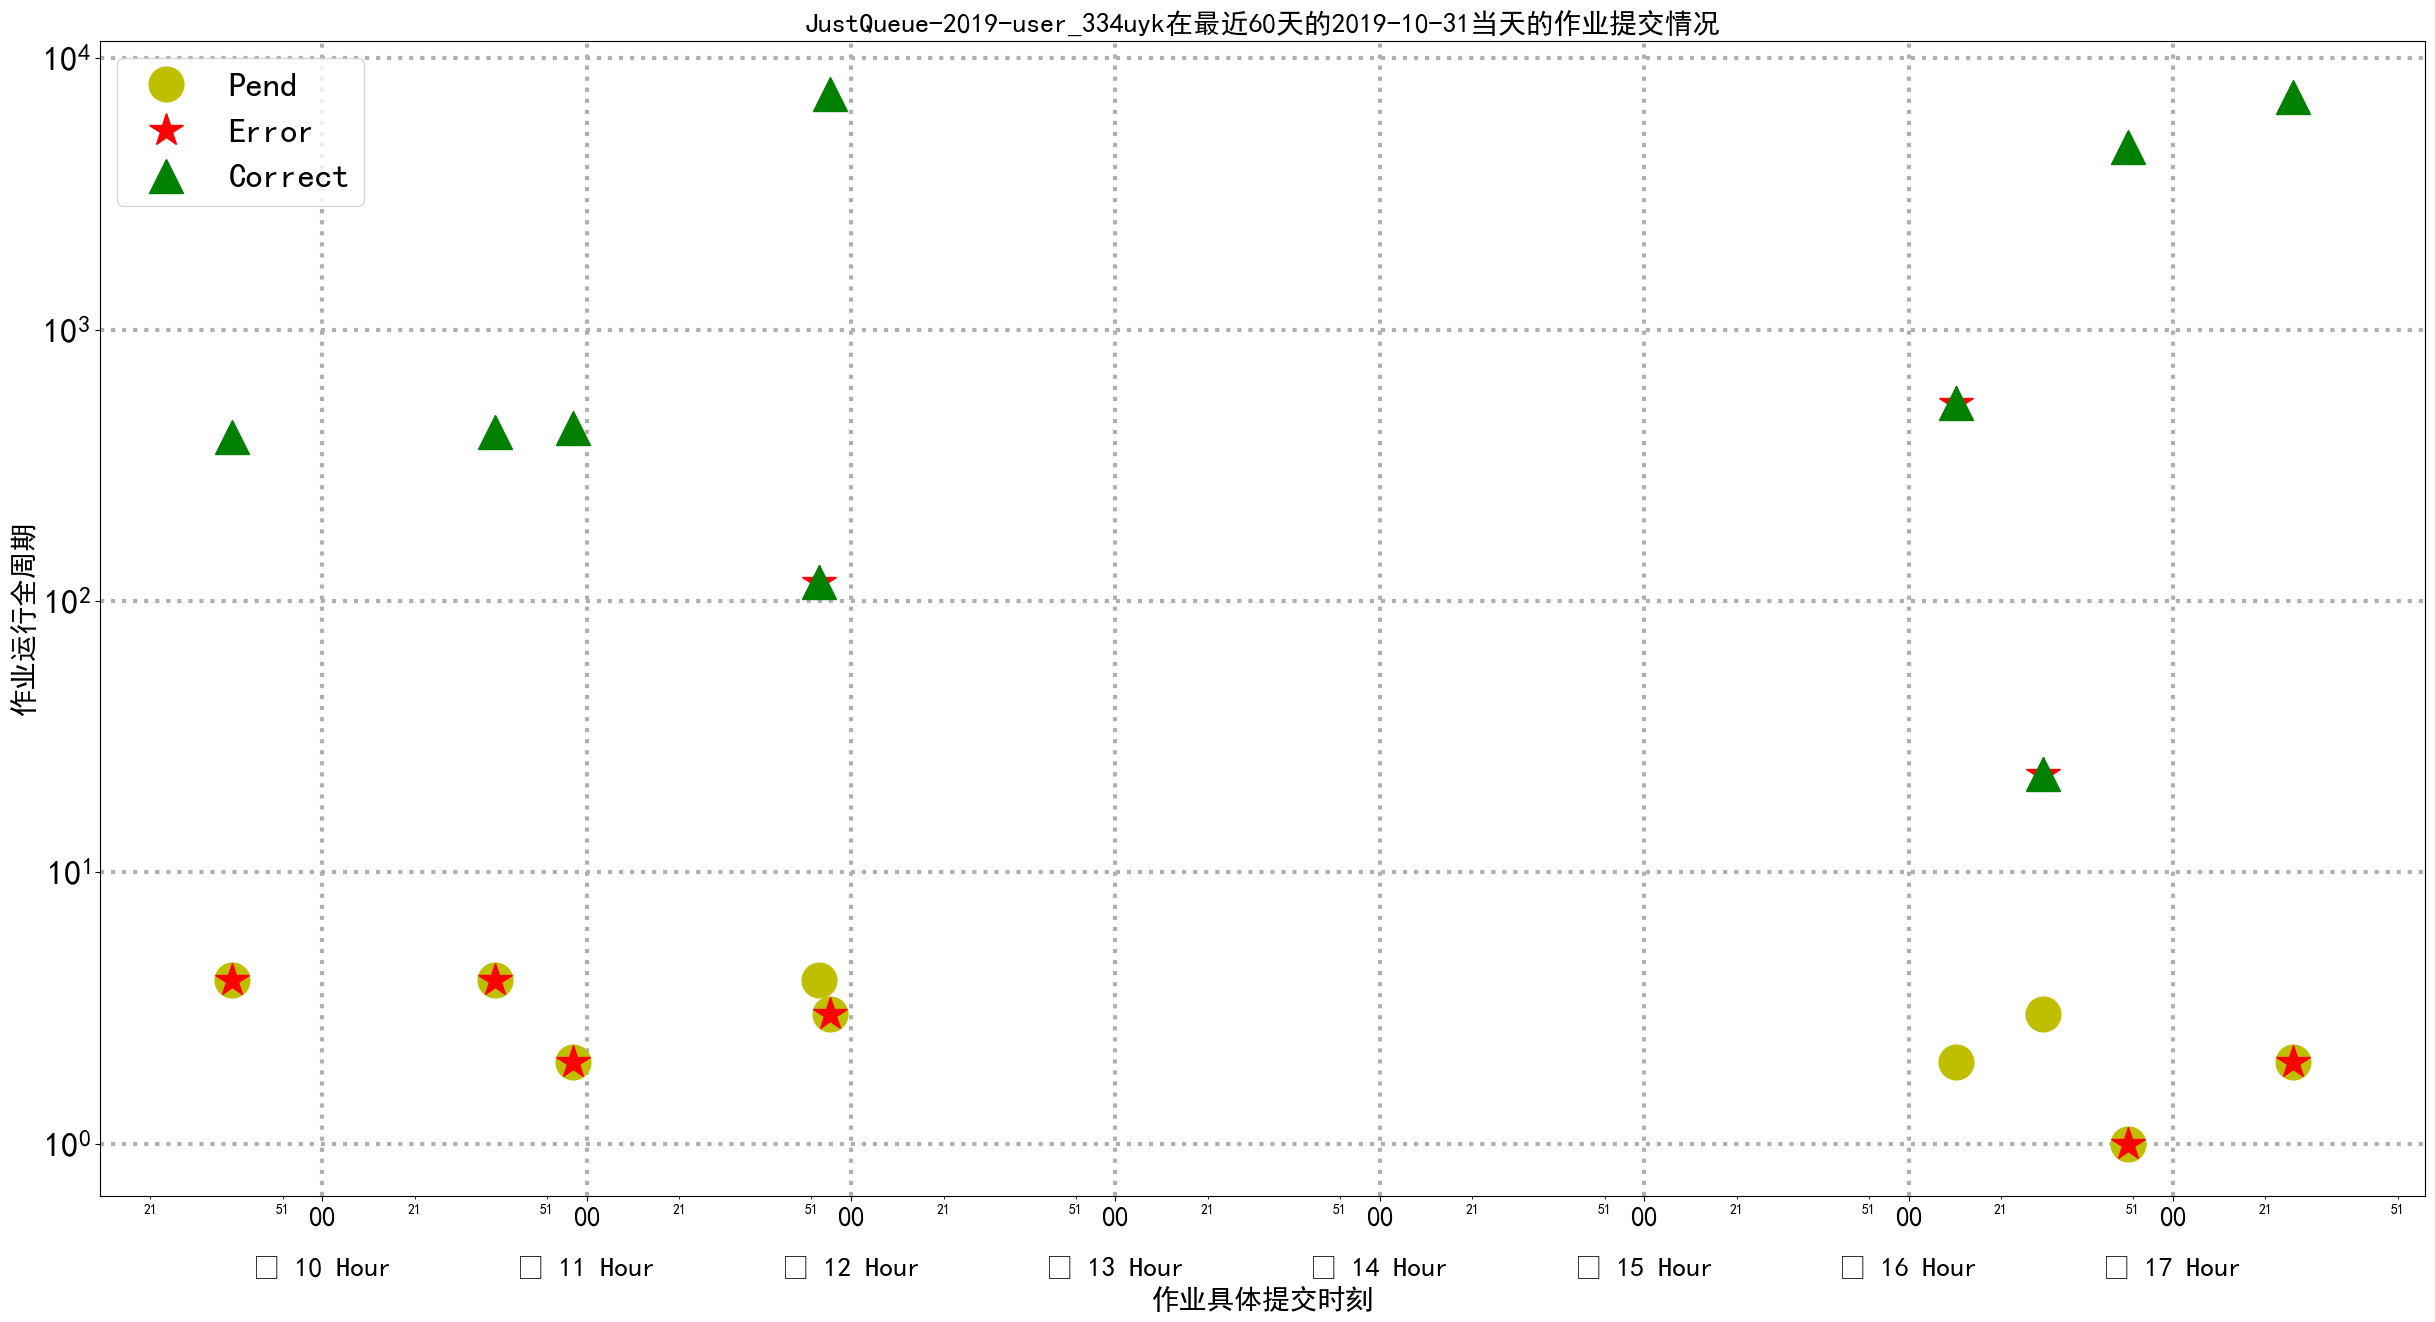 JustQueue-2019-user_334uyk在最近60天的2019-10-31当天的作业提交情况
Pend
Error
Correct
10⁴
10³
10²
10¹
10⁰
作业运行全周期
21 51 00 21 51 00 21 51 00 21 51 00 21 51 00 21 51 00 21 51 00 21 51 00 21 51
□ 10 Hour □ 11 Hour □ 12 Hour □ 13 Hour □ 14 Hour □ 15 Hour □ 16 Hour □ 17 Hour
作业具体提交时刻